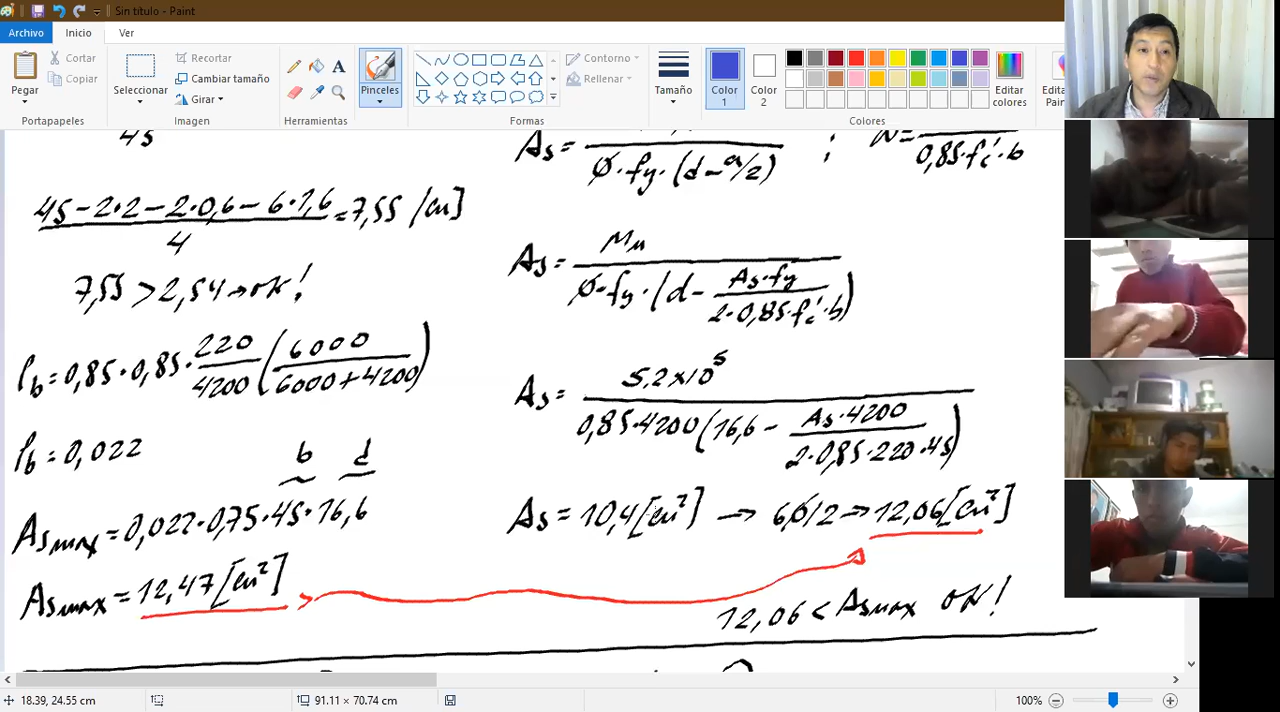 Sin título - Paint
Archivo Inicio Ver
Pegar
Cortar
Copiar
Portapapeles
Seleccionar
Recortar
Cambiar tamaño
Girar
Imagen
A
Herramientas
Pinceles
Contorno
Rellenar
Formas
Tamaño
Color 1
Color 2
Editar colores
Colores
45
(45-2*2-2*0,6-6*1,6)/4=7,55 [cm]
7,55>2,54→OK!
ρb=0,85*0,85*220/4200(6000/(6000+4200))
ρb=0,022
b d
Asmax=0,022*0,75*45*16,6
Asmax=12,47[cm²]
As= /(Ø·fy·(d-a/2)) ; /(0,85·fc'·b)
As=Mu/(Ø·fy·(d-(As·fy)/(2·0,85·fc'·b)))
As=5,2x10⁵/(0,85·4200(16,6-(As·4200)/(2·0,85·220·45)))
As=10,4[cm²] → 6Ø12→12,06[cm²]
12,06<Asmax OK!
18.39, 24.55 cm
91.11 × 70.74 cm
100%